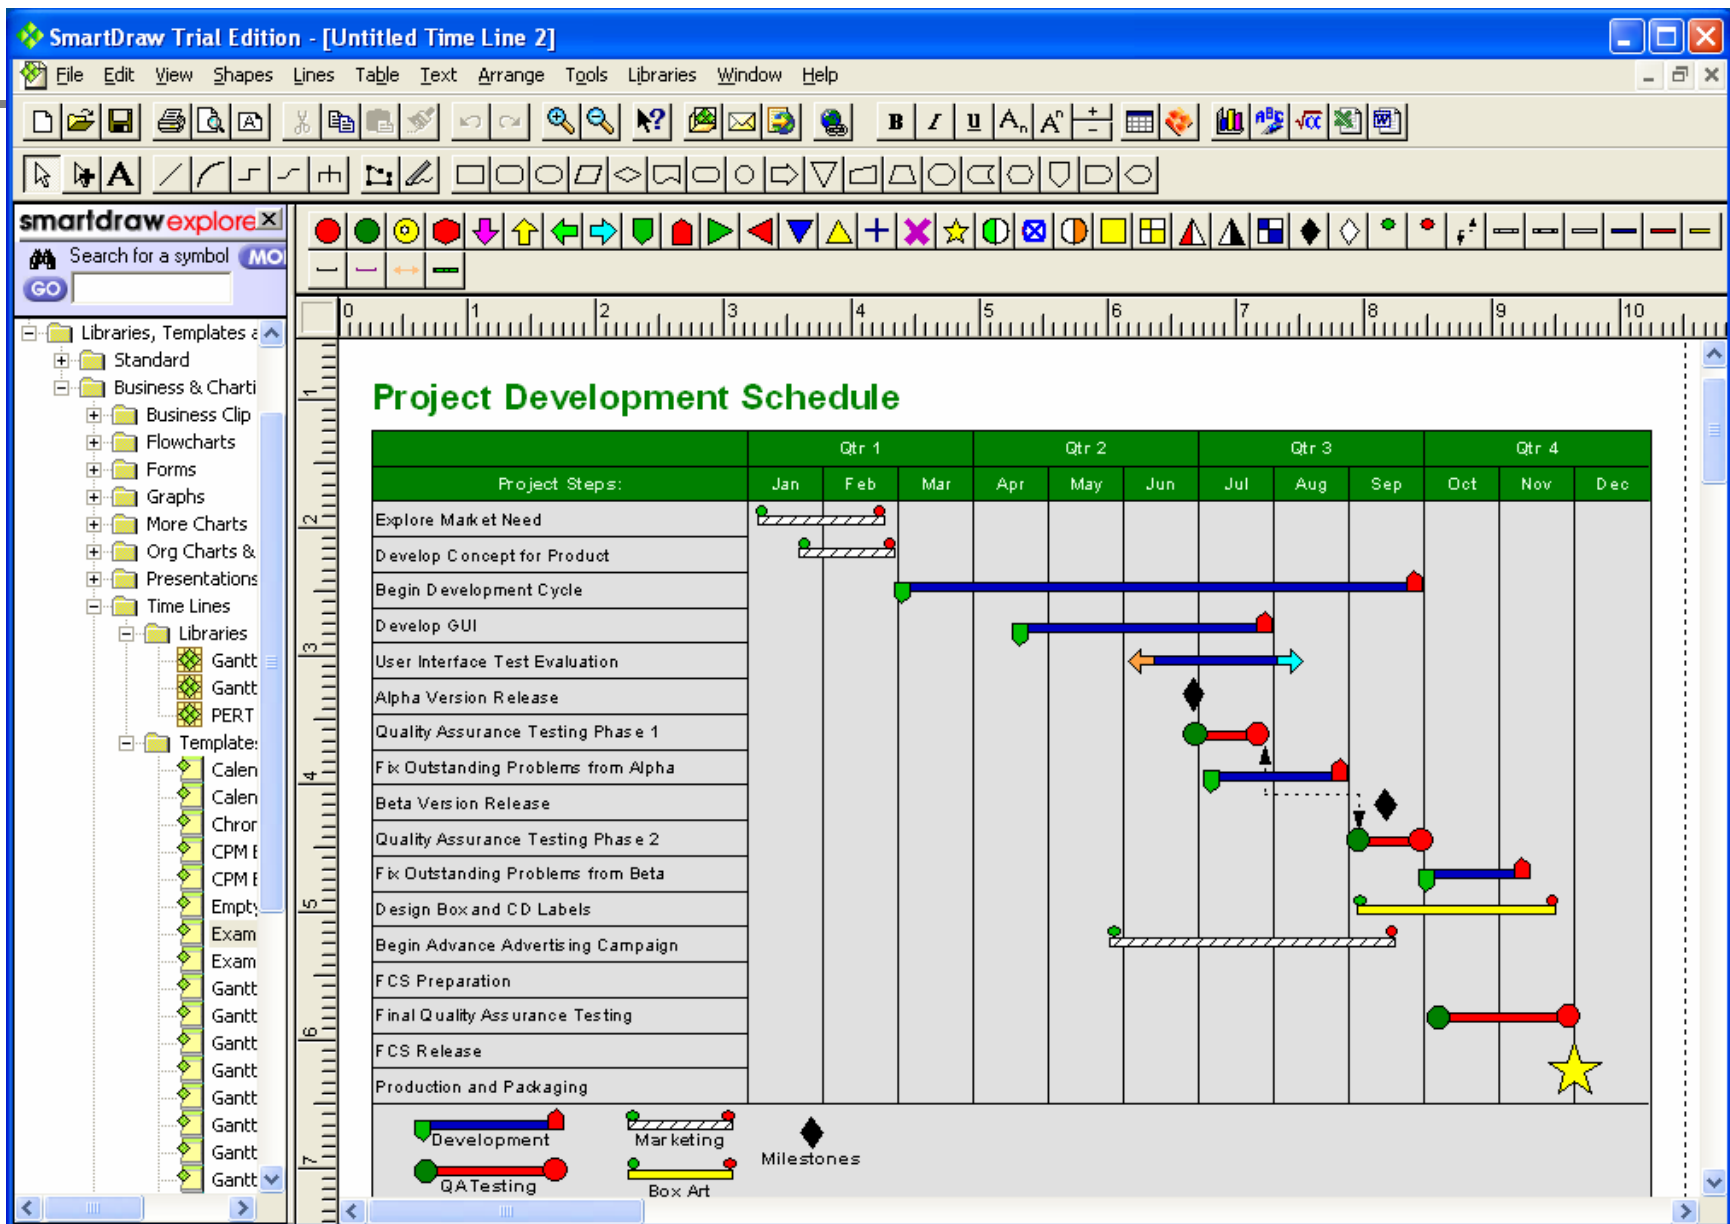 SmartDraw Trial Edition - [Untitled Time Line 2]
File Edit View Shapes Lines Table Text Arrange Tools Libraries Window Help
smartdraw explore
Search for a symbol MO
GO
Libraries, Templates a
Standard
Business & Charti
Business Clip
Flowcharts
Forms
Graphs
More Charts
Org Charts &
Presentations
Time Lines
Libraries
Gantt
Gantt
PERT
Templates
Calen
Calen
Chror
CPM E
CPM E
Empty
Exam
Exam
Gantt
Gantt
Gantt
Gantt
Gantt
Gantt
Gantt
Gantt
0 1 2 3 4 5 6 7 8 9 10
1
2
3
4
5
6
7
Project Development Schedule
Qtr 1 Qtr 2 Qtr 3 Qtr 4
Project Steps: Jan Feb Mar Apr May Jun Jul Aug Sep Oct Nov Dec
Explore Market Need
Develop Concept for Product
Begin Development Cycle
Develop GUI
User Interface Test Evaluation
Alpha Version Release
Quality Assurance Testing Phase 1
Fix Outstanding Problems from Alpha
Beta Version Release
Quality Assurance Testing Phase 2
Fix Outstanding Problems from Beta
Design Box and CD Labels
Begin Advance Advertising Campaign
FCS Preparation
Final Quality Assurance Testing
FCS Release
Production and Packaging
Development Marketing
Milestones
QA Testing Box Art